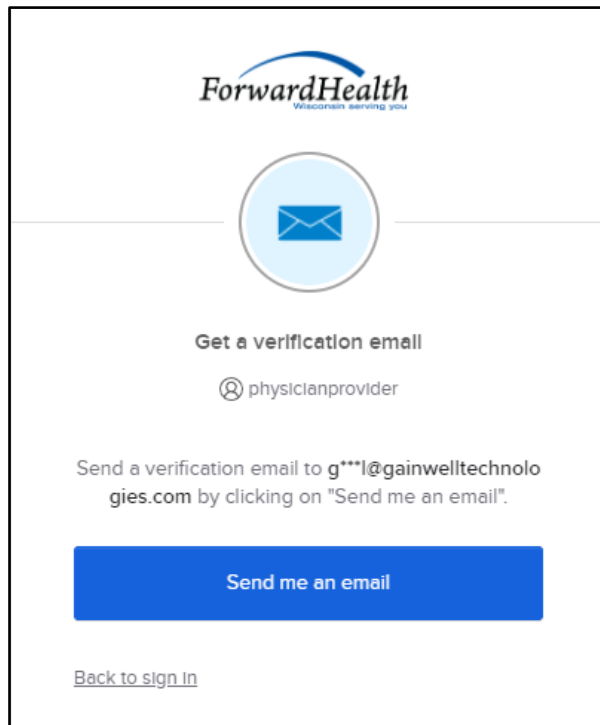 ForwardHealth
Wisconsin serving you
Get a verification email
physicianprovider
Send a verification email to g***l@gainwelltechnolo
gies.com by clicking on "Send me an email".
Send me an email
Back to sign in